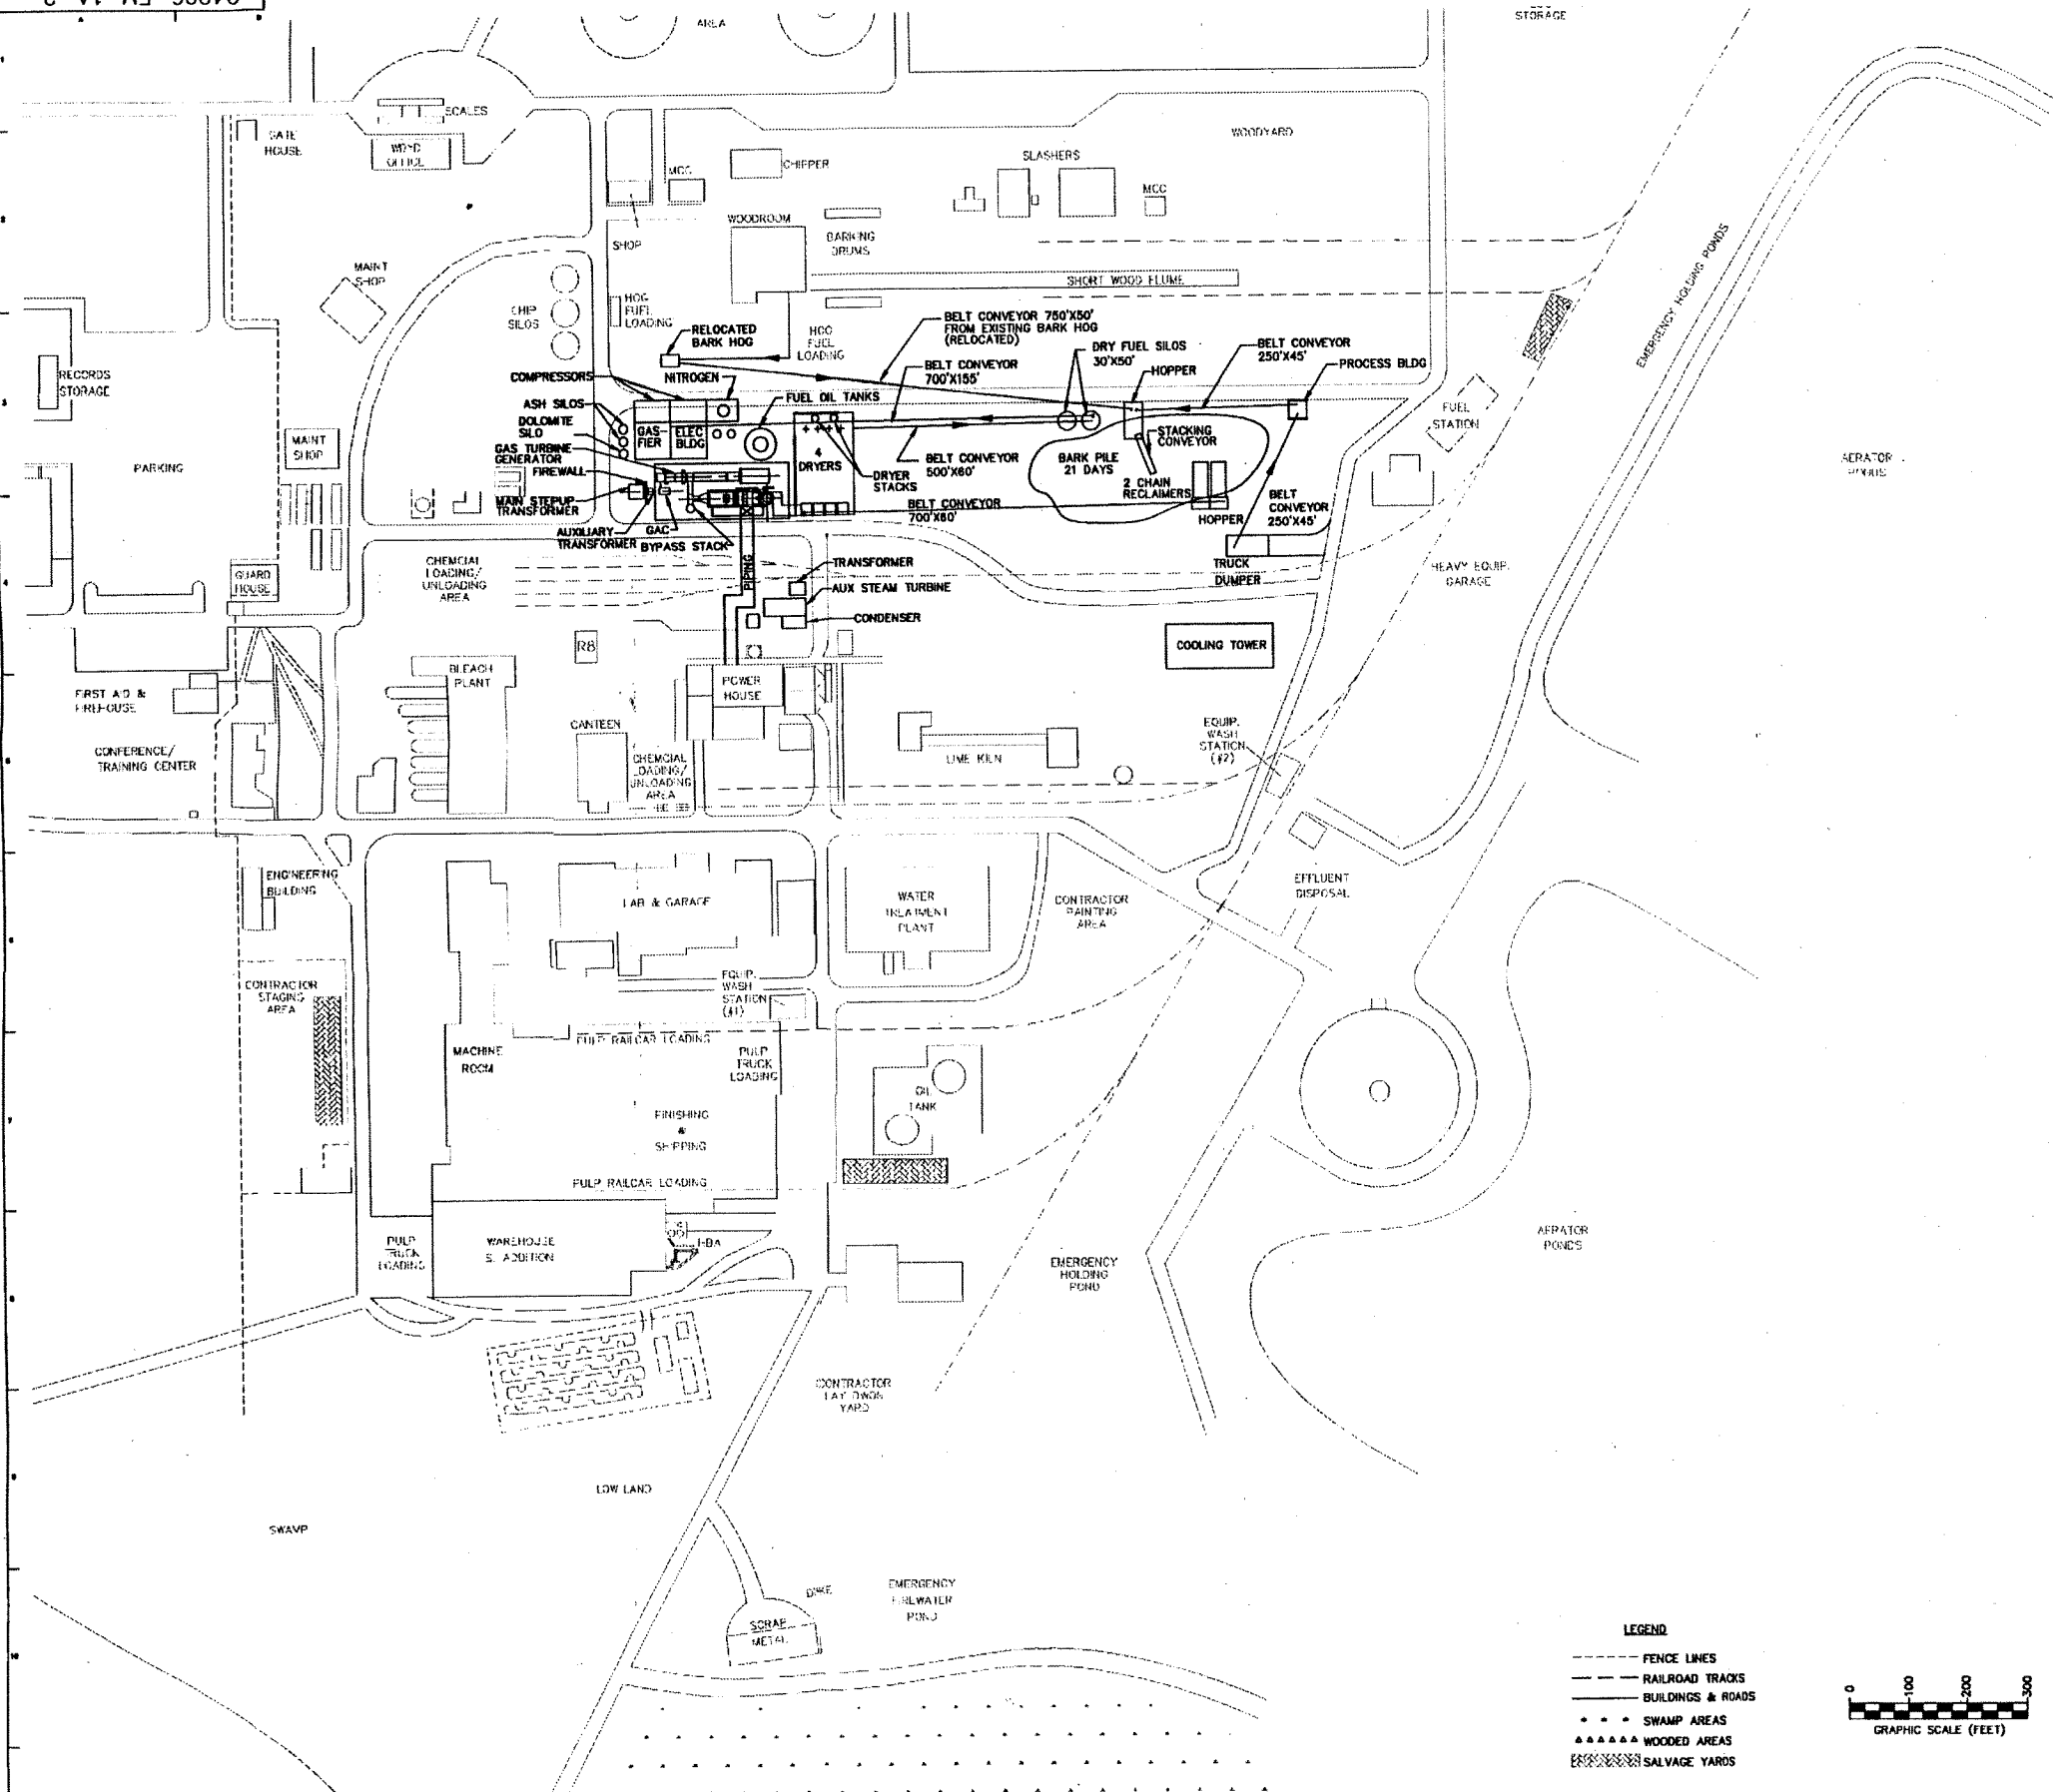 AREA
STORAGE
SCALES
GATE
HOUSE
WDYD
OFFICE
WOODYARD
SLASHERS
CHIPPER
MCC
MCC
WOODROOM
BARKING
DRUMS
SHOP
MAINT
SHOP
CHIP
SILOS
HOG
FUEL
LOADING
SHORT WOOD FLUME
EMERGENCY HOLDING PONDS
RELOCATED
BARK HOG
HOG
FUEL
LOADING
BELT CONVEYOR 750'X50'
FROM EXISTING BARK HOG
(RELOCATED)
DRY FUEL SILOS
30'X50'
BELT CONVEYOR
250'X45'
PROCESS BLDG
BELT CONVEYOR
700'X155'
HOPPER
RECORDS
STORAGE
COMPRESSORS
NITROGEN
FUEL OIL TANKS
ASH SILOS
DOLOMITE
SILO
GAS-
FIER
ELEC
BLDG
GAS TURBINE
GENERATOR
FIREWALL
MAIN STEPUP
TRANSFORMER
4
DRYERS
DRYER
STACKS
BELT CONVEYOR
500'X60'
BARK PILE
21 DAYS
STACKING
CONVEYOR
2 CHAIN
RECLAIMERS
BELT CONVEYOR
700'X60'
HOPPER
BELT
CONVEYOR
250'X45'
FUEL
STATION
AERATOR
PONDS
MAINT
SHOP
PARKING
AUXILIARY
TRANSFORMER
GAC
BYPASS STACK
PIPING
TRANSFORMER
AUX STEAM TURBINE
CONDENSER
TRUCK
DUMPER
HEAVY EQUIP.
GARAGE
COOLING TOWER
CHEMCIAL
LOADING/
UNLOADING
AREA
GUARD
HOUSE
R8
BLEACH
PLANT
POWER
HOUSE
FIRST AID &
FIREHOUSE
CONFERENCE/
TRAINING CENTER
CANTEEN
CHEMCIAL
LOADING/
UNLOADING
AREA
LIME KILN
EQUIP.
WASH
STATION
(#2)
ENGINEERING
BUILDING
LAB & GARAGE
WATER
TREATMENT
PLANT
CONTRACTOR
PAINTING
AREA
EFFLUENT
DISPOSAL
CONTRACTOR
STAGING
AREA
EQUIP.
WASH
STATION
(#1)
PULP RAILCAR LOADING
MACHINE
ROOM
PULP
TRUCK
LOADING
OIL
TANK
FINISHING
&
SHIPPING
PULP RAILCAR LOADING
PULP
TRUCK
LOADING
WAREHOUSE
S. ADDITION
EMERGENCY
HOLDING
POND
AERATOR
PONDS
CONTRACTOR
LAY DWON
YARD
LOW LAND
SWAMP
DIKE
EMERGENCY
FIREWATER
POND
SCRAP
METAL
LEGEND
FENCE LINES
RAILROAD TRACKS
BUILDINGS & ROADS
SWAMP AREAS
WOODED AREAS
SALVAGE YARDS
0 100 200 300
GRAPHIC SCALE (FEET)